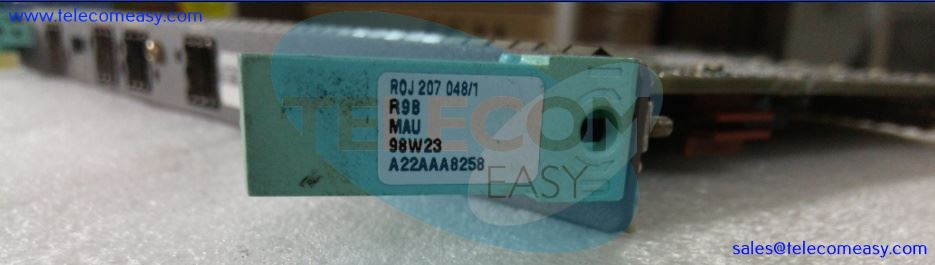 www.telecomeasy.com
ROJ 207 048/1
R9B
MAU
98W23
A22AAA8258
TELECOM
EASY
sales@telecomeasy.com